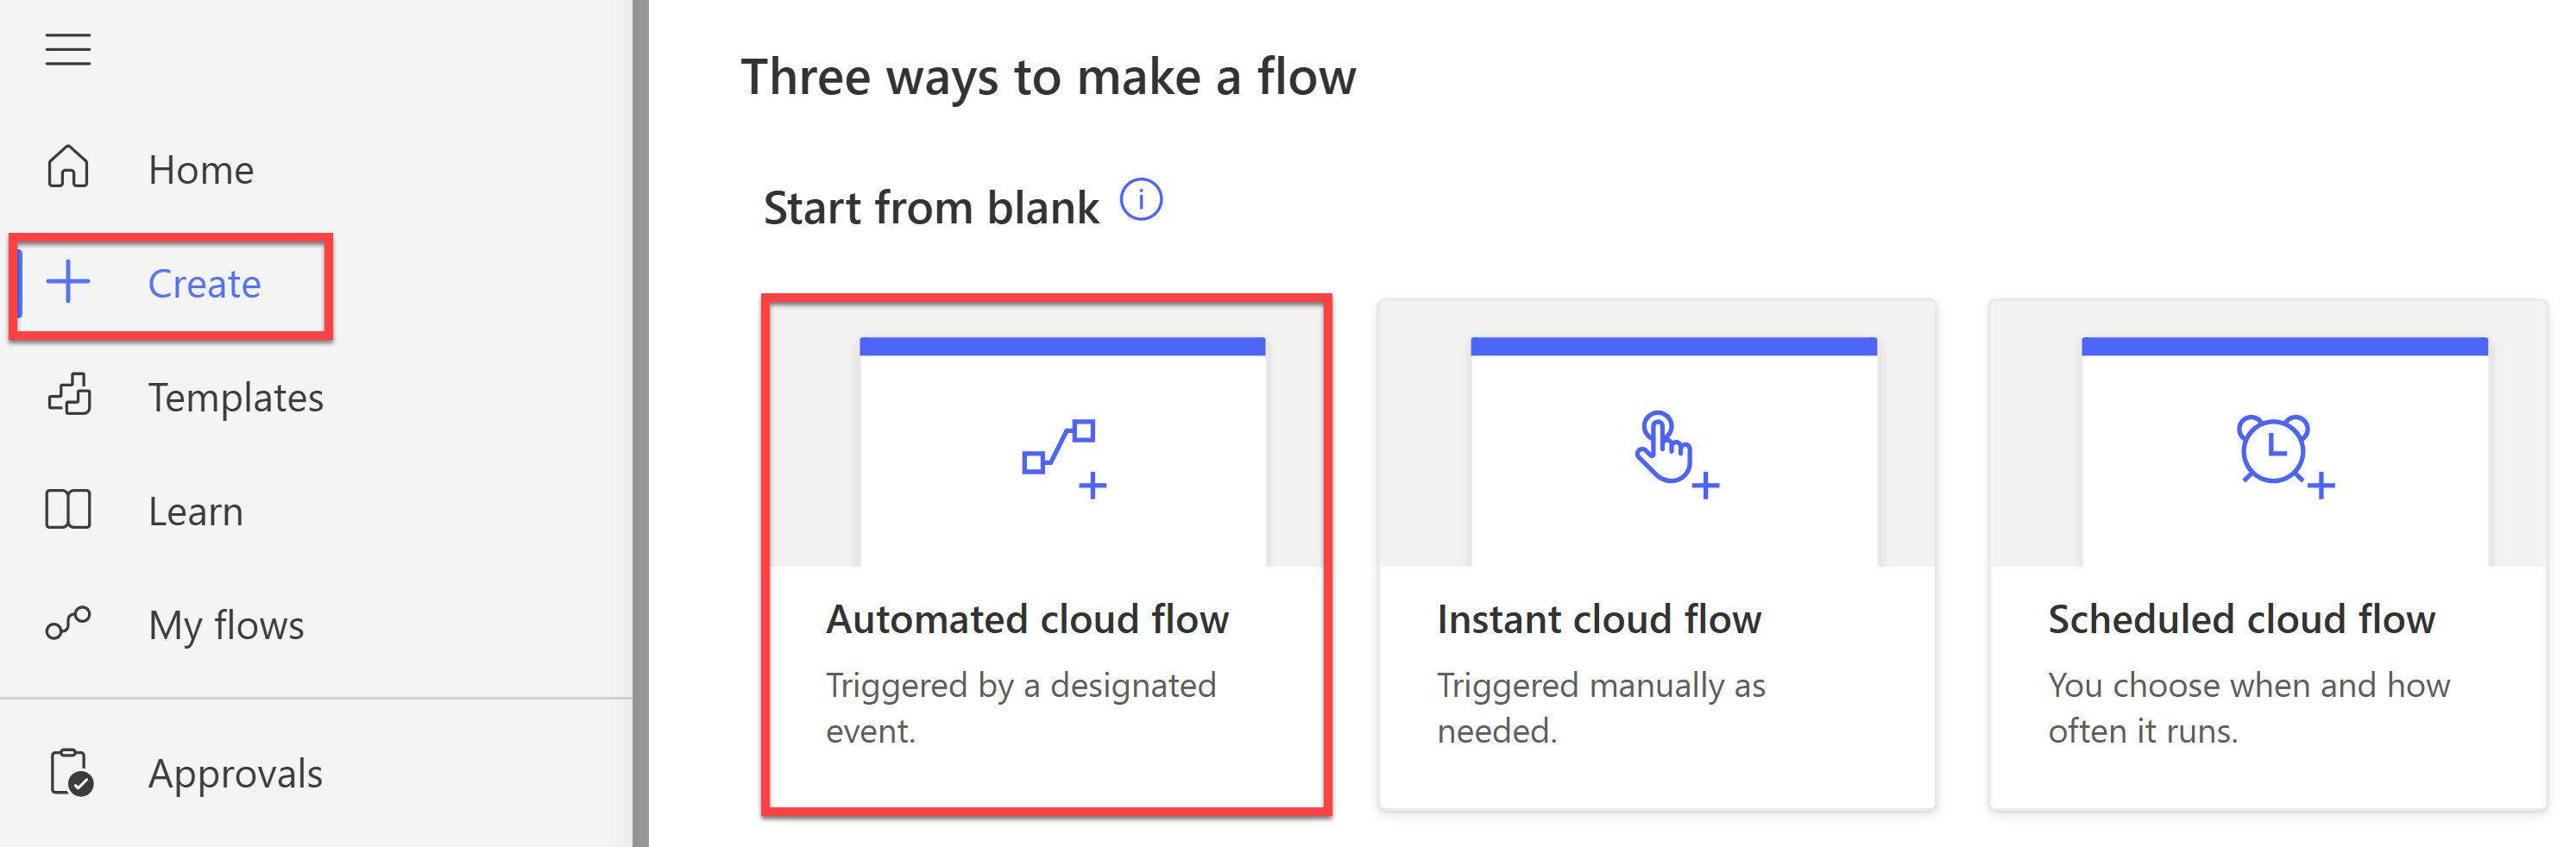 Home
Create
Templates
Learn
My flows
Approvals
Three ways to make a flow
Start from blank
Automated cloud flow
Triggered by a designated
event.
Instant cloud flow
Triggered manually as
needed.
Scheduled cloud flow
You choose when and how
often it runs.